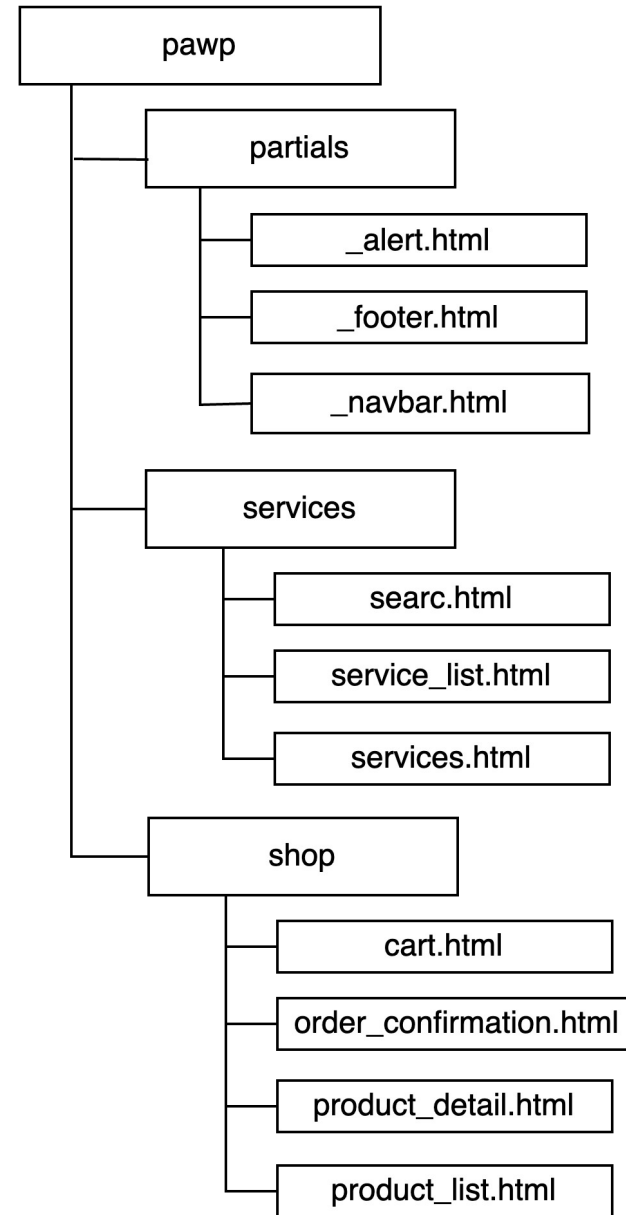 pawp
partials
_alert.html
_footer.html
_navbar.html
services
searc.html
service_list.html
services.html
shop
cart.html
order_confirmation.html
product_detail.html
product_list.html